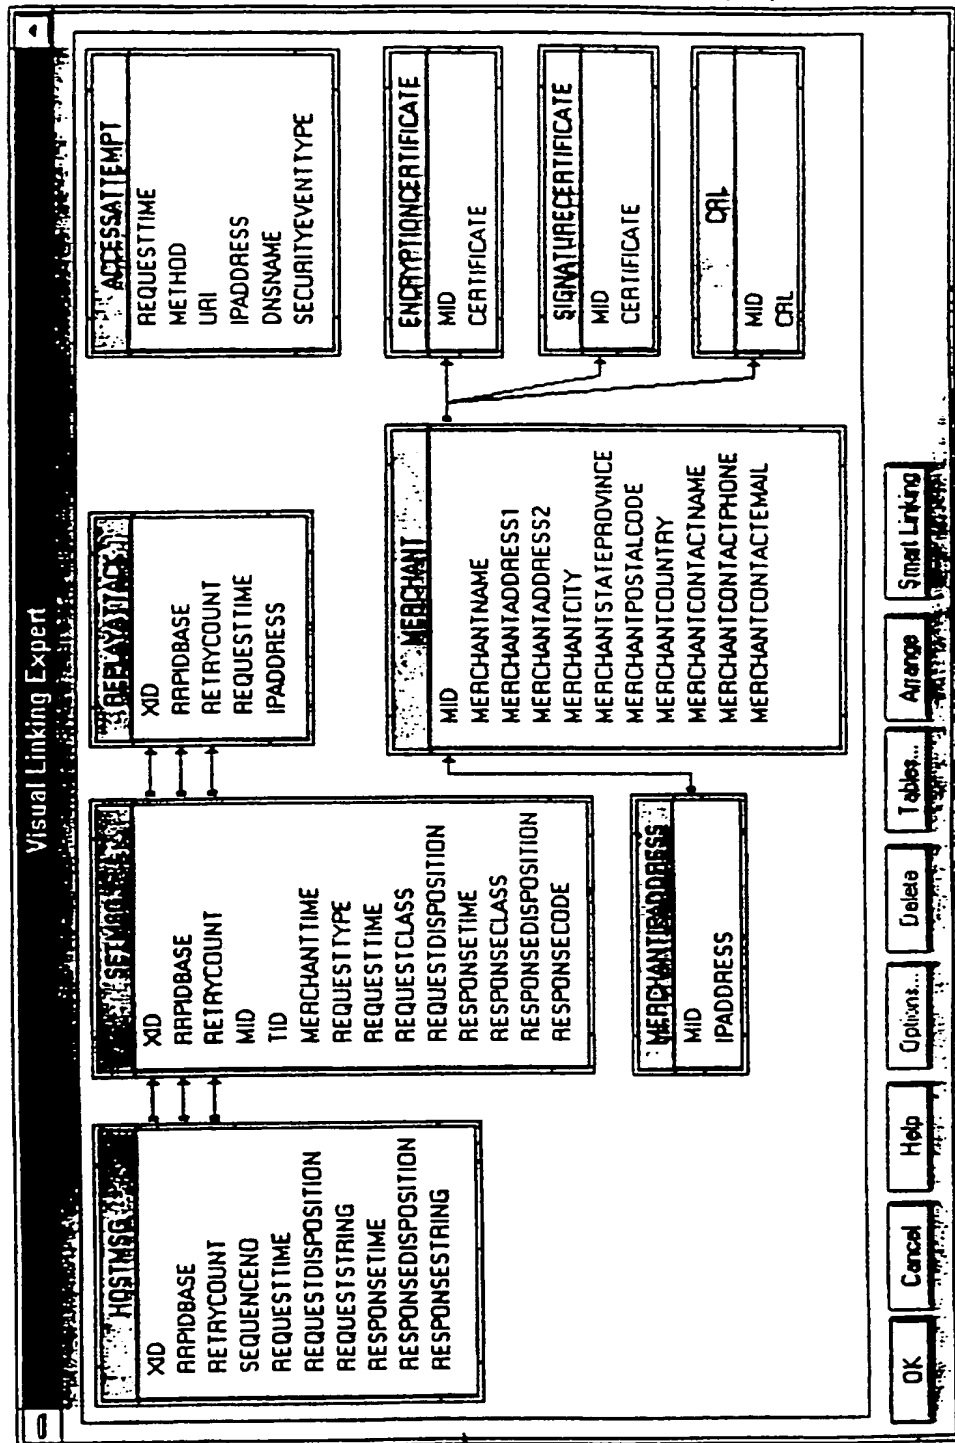 Visual Linking Expert
HOSTMSG
XID
RRPIDBASE
RETRYCOUNT
SEQUENCENO
REQUESTTIME
REQUESTDISPOSITION
REQUESTSTRING
RESPONSETIME
RESPONSEDISPOSITION
RESPONSESTRING
SETMSG
XID
RRPIDBASE
RETRYCOUNT
MID
TID
MERCHANTTIME
REQUESTTYPE
REQUESTTIME
REQUESTCLASS
REQUESTDISPOSITION
RESPONSETIME
RESPONSECLASS
RESPONSEDISPOSITION
RESPONSECODE
REPLAYATTACK
XID
RRPIDBASE
RETRYCOUNT
REQUESTTIME
IPADDRESS
ACCESSATTEMPT
REQUESTTIME
METHOD
URI
IPADDRESS
DNSNAME
SECURITYEVENTTYPE
MERCHANTIPADDRESS
MID
IPADDRESS
MERCHANT
MID
MERCHANTNAME
MERCHANTADDRESS1
MERCHANTADDRESS2
MERCHANTCITY
MERCHANTSTATEPROVINCE
MERCHANTPOSTALCODE
MERCHANTCOUNTRY
MERCHANTCONTACTNAME
MERCHANTCONTACTPHONE
MERCHANTCONTACTEMAIL
ENCRYPTIONCERTIFICATE
MID
CERTIFICATE
SIGNATURECERTIFICATE
MID
CERTIFICATE
CRL
MID
CRL
OK
Cancel
Help
Options...
Delete
Tables...
Arrange
Smart Linking